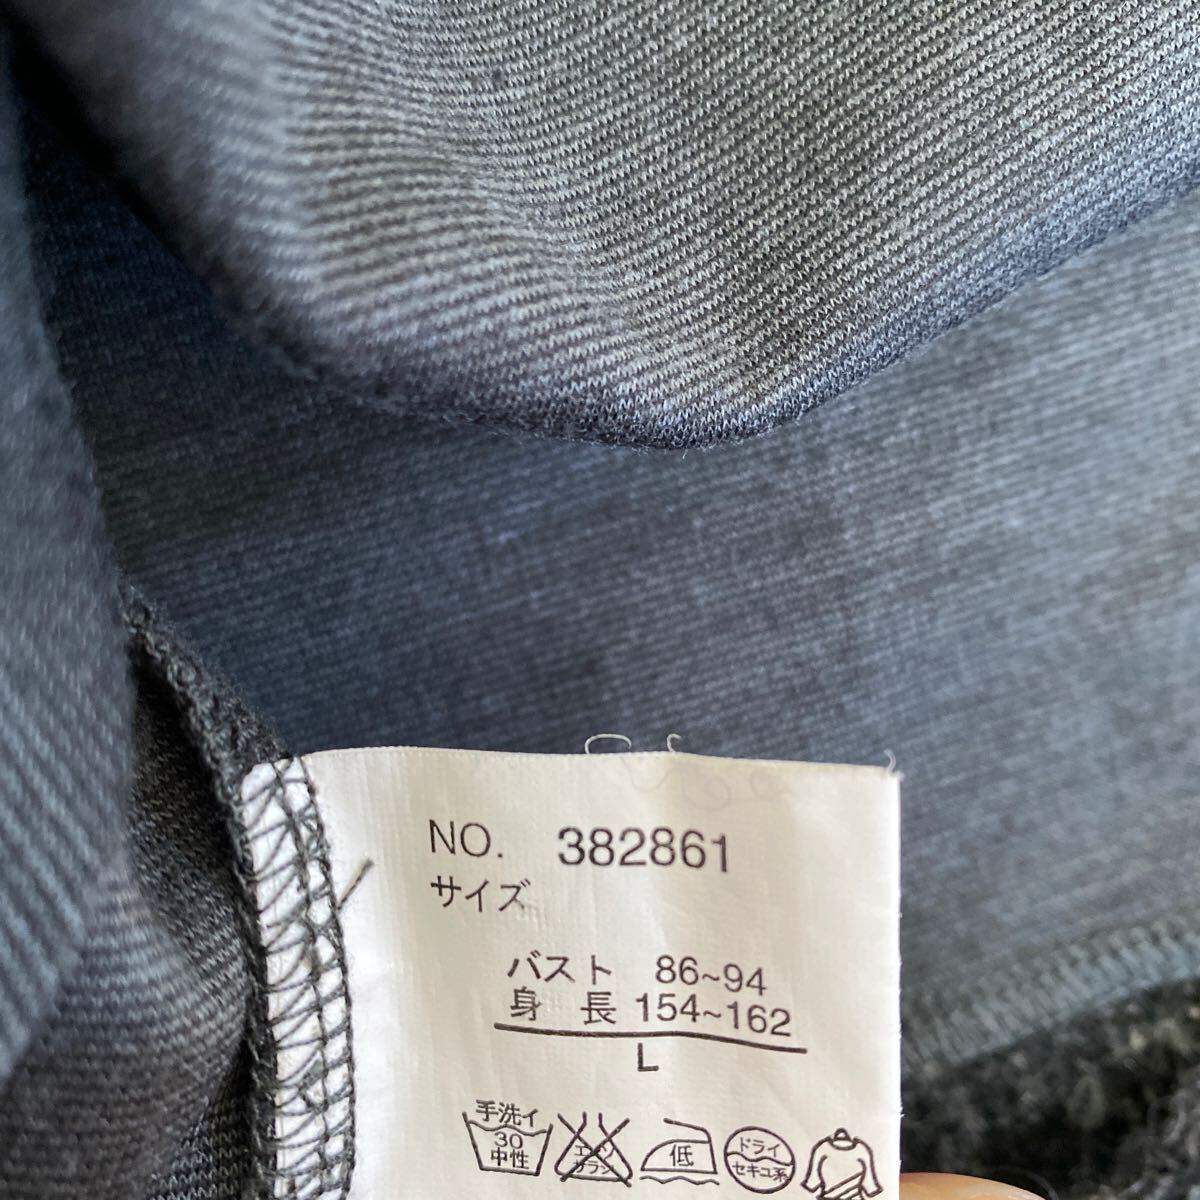 NO. 382861
サイズ
バスト 86~94
身 長 154~162
L
手洗イ
30
中性
エンソ
サラシ
低
ドライ
セキユ系